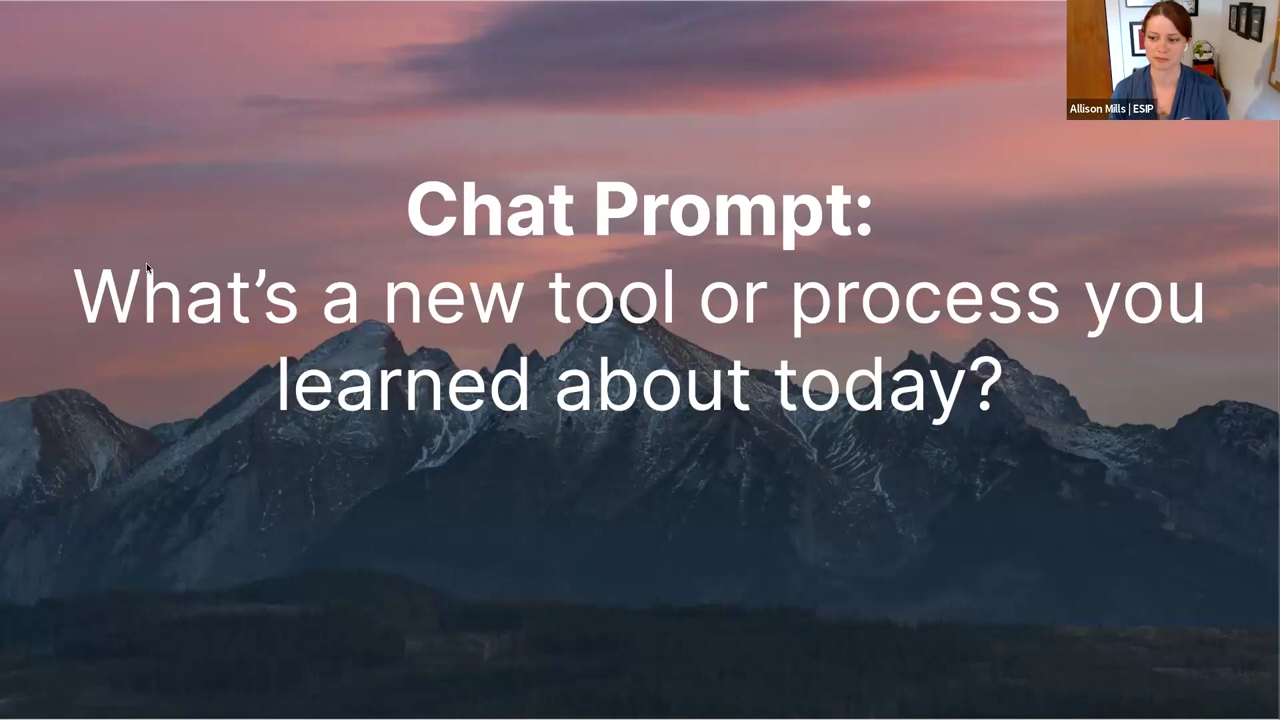 Allison Mills | ESIP
Chat Prompt:
What’s a new tool or process you
learned about today?